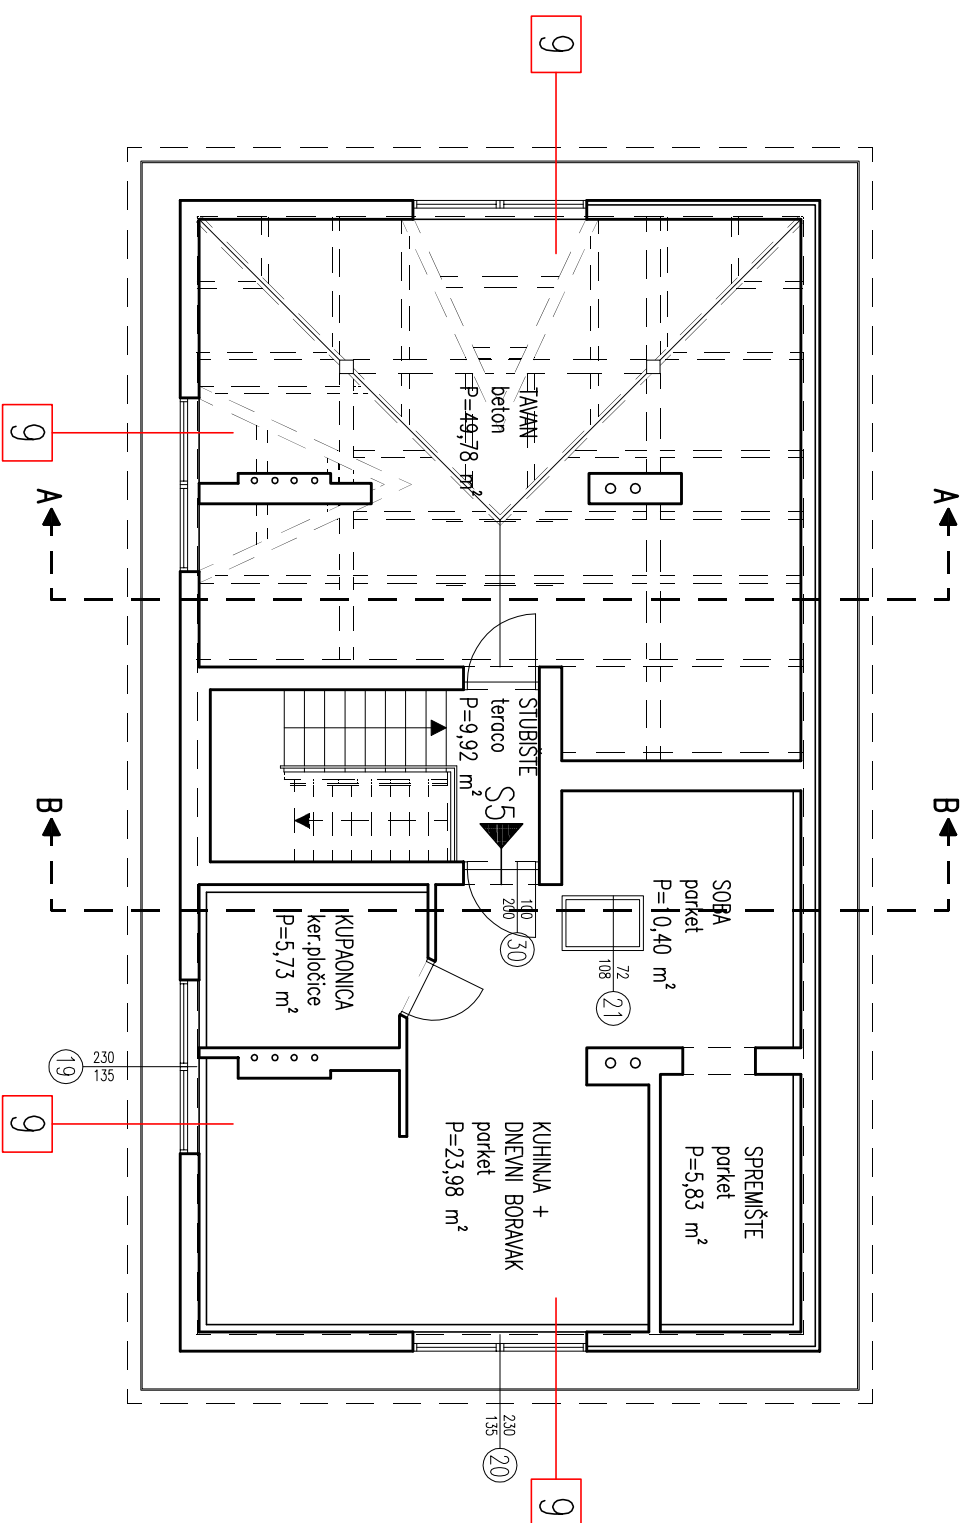 9
9
A
A
TAVAN
beton
P=49,78 m²
STUBIŠTE
teraco
P=9,92 m²
S5
B
B
SOBA
parket
P=10,40 m²
100
200
30
72
108
21
KUPAONICA
ker.pločice
P=5,73 m²
230
135
19
9
KUHINJA +
DNEVNI BORAVAK
parket
P=23,98 m²
SPREMIŠTE
parket
P=5,83 m²
230
135
20
9